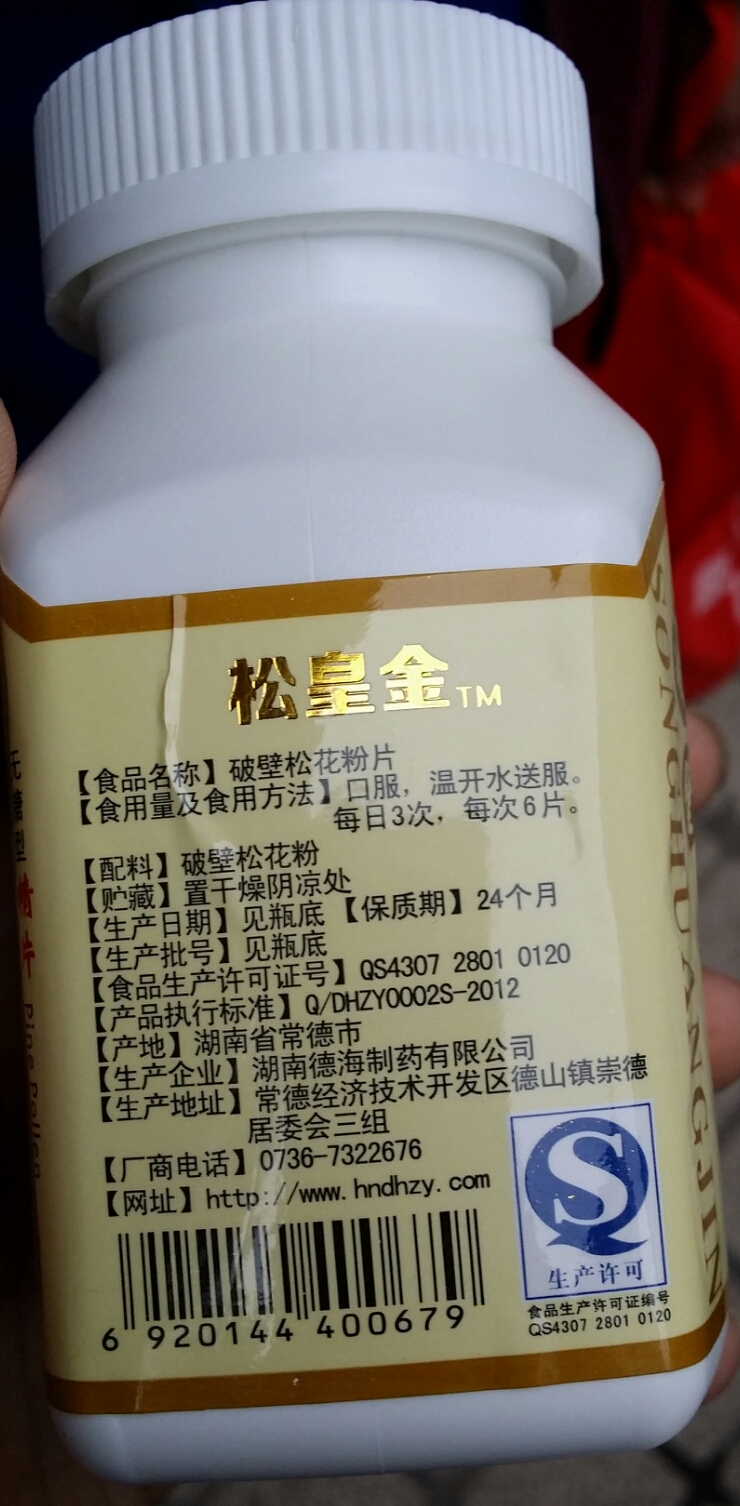 松皇金TM
【食品名称】破壁松花粉片
【食用量及食用方法】口服，温开水送服。
每日3次，每次6片。
【配料】破壁松花粉
【贮藏】置干燥阴凉处
【生产日期】见瓶底【保质期】24个月
【生产批号】见瓶底
【食品生产许可证号】QS4307 2801 0120
【产品执行标准】Q/DHZY0002S-2012
【产地】湖南省常德市
【生产企业】湖南德海制药有限公司
【生产地址】常德经济技术开发区德山镇崇德
居委会三组
【厂商电话】0736-7322676
【网址】http://www.hndhzy.com
6 920144 400679
生产许可
食品生产许可证编号
QS4307 2801 0120
SONGHUANGJIN
无糖型
精片
Pine Pollen